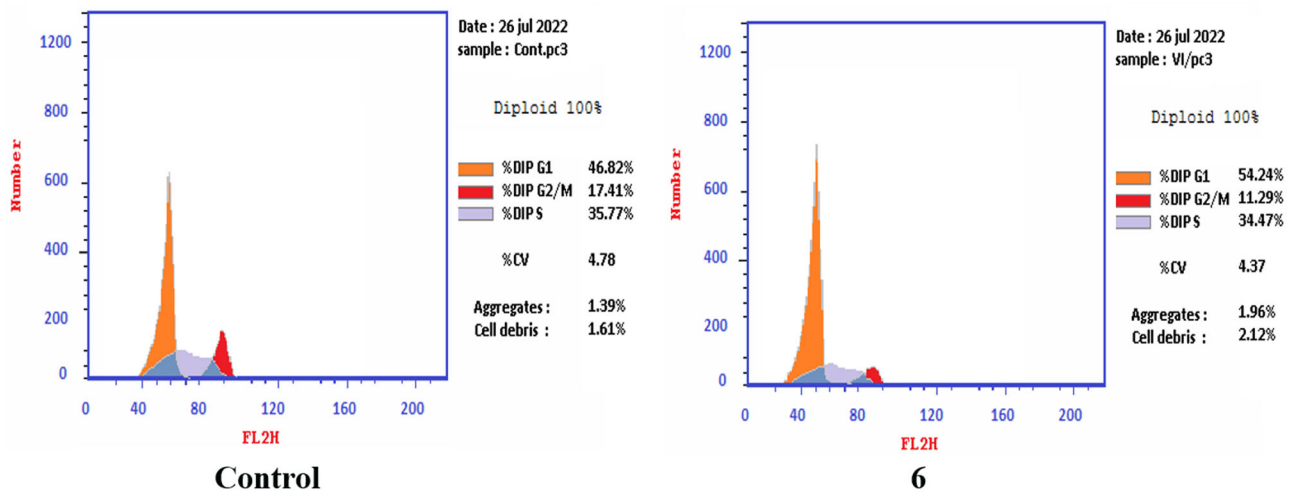 Date : 26 jul 2022
sample : Cont.pc3
Diploid 100%
%DIP G1 46.82%
%DIP G2/M 17.41%
%DIP S 35.77%
%CV 4.78
Aggregates : 1.39%
Cell debris : 1.61%
Number
1200
800
600
400
200
0
0 40 80 120 160 200
FL2H
Control
Date : 26 jul 2022
sample : VI/pc3
Diploid 100%
%DIP G1 54.24%
%DIP G2/M 11.29%
%DIP S 34.47%
%CV 4.37
Aggregates : 1.96%
Cell debris : 2.12%
Number
1200
800
600
400
200
0
0 40 80 120 160 200
FL2H
6